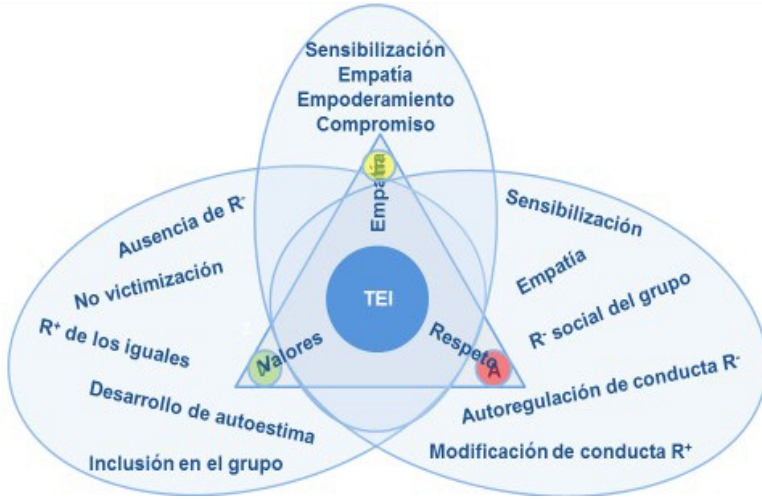 Sensibilización
Empatía
Empoderamiento
Compromiso
Empatía
Ausencia de R⁻
No victimización
R⁺ de los iguales
Desarrollo de autoestima
Inclusión en el grupo
TEI
Valores
Respeto
A
Sensibilización
Empatía
R⁻ social del grupo
Autoregulación de conducta R⁻
Modificación de conducta R⁺